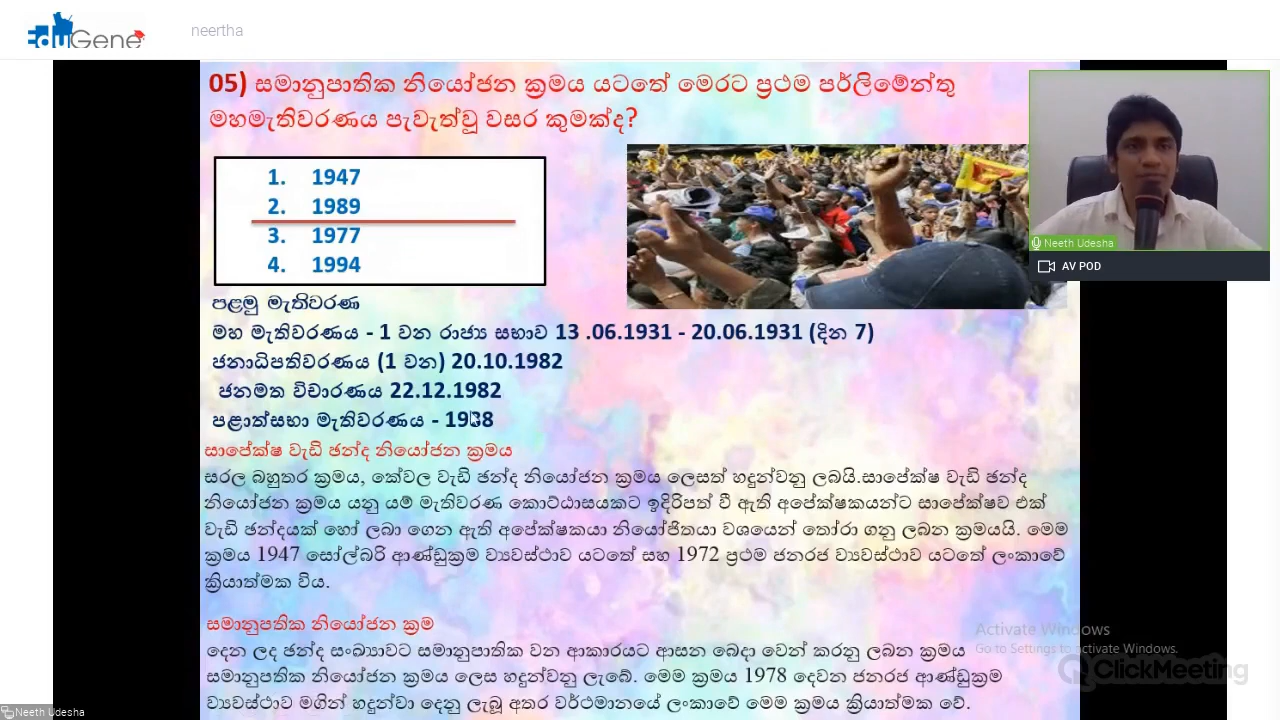 EduGene
neertha
05) සමානුපාතික නියෝජන ක්‍රමය යටතේ මෙරට ප්‍රථම පර්ලිමේන්තු
මහමැතිවරණය පැවැත්වූ වසර කුමක්ද?
1. 1947
2. 1989
3. 1977
4. 1994
Neeth Udesha
AV POD
පළමු මැතිවරණ
මහ මැතිවරණය - 1 වන රාජ්‍ය සභාව 13 .06.1931 - 20.06.1931 (දින 7)
ජනාධිපතිවරණය (1 වන) 20.10.1982
ජනමත විචාරණය 22.12.1982
පළාත්සභා මැතිවරණය - 1988
සාපේක්ෂ වැඩි ඡන්ද නියෝජන ක්‍රමය
සරල බහුතර ක්‍රමය, කේවල වැඩි ඡන්ද නියෝජන ක්‍රමය ලෙසත් හදුන්වනු ලබයි.සාපේක්ෂ වැඩි ඡන්ද
නියෝජන ක්‍රමය යනු යම් මැතිවරණ කොට්ඨාසයකට ඉදිරිපත් වී ඇති අපේක්ෂකයන්ට සාපේක්ෂව එක්
වැඩි ඡන්දයක් හෝ ලබා ගෙන ඇති අපේක්ෂකයා නියෝජිතයා වශයෙන් තෝරා ගනු ලබන ක්‍රමයයි. මෙම
ක්‍රමය 1947 සෝල්බරි ආණ්ඩුක්‍රම ව්‍යවස්ථාව යටතේ සහ 1972 ප්‍රථම ජනරජ ව්‍යවස්ථාව යටතේ ලංකාවේ
ක්‍රියාත්මක විය.
සමානුපතික නියෝජන ක්‍රම
දෙන ලද ඡන්ද සංඛ්‍යාවට සමානුපාතික වන ආකාරයට ආසන බෙදා වෙන් කරනු ලබන ක්‍රමය
සමානුපතික නියෝජන ක්‍රමය ලෙස හදුන්වනු ලැබේ. මෙම ක්‍රමය 1978 දෙවන ජනරජ ආණ්ඩුක්‍රම
ව්‍යවස්ථාව මගින් හදුන්වා දෙනු ලැබූ අතර වර්ථමානයේ ලංකාවේ මෙම ක්‍රමය ක්‍රියාත්මක වේ.
Activate Windows
Go to Settings to activate Windows.
ClickMeeting
Neeth Udesha